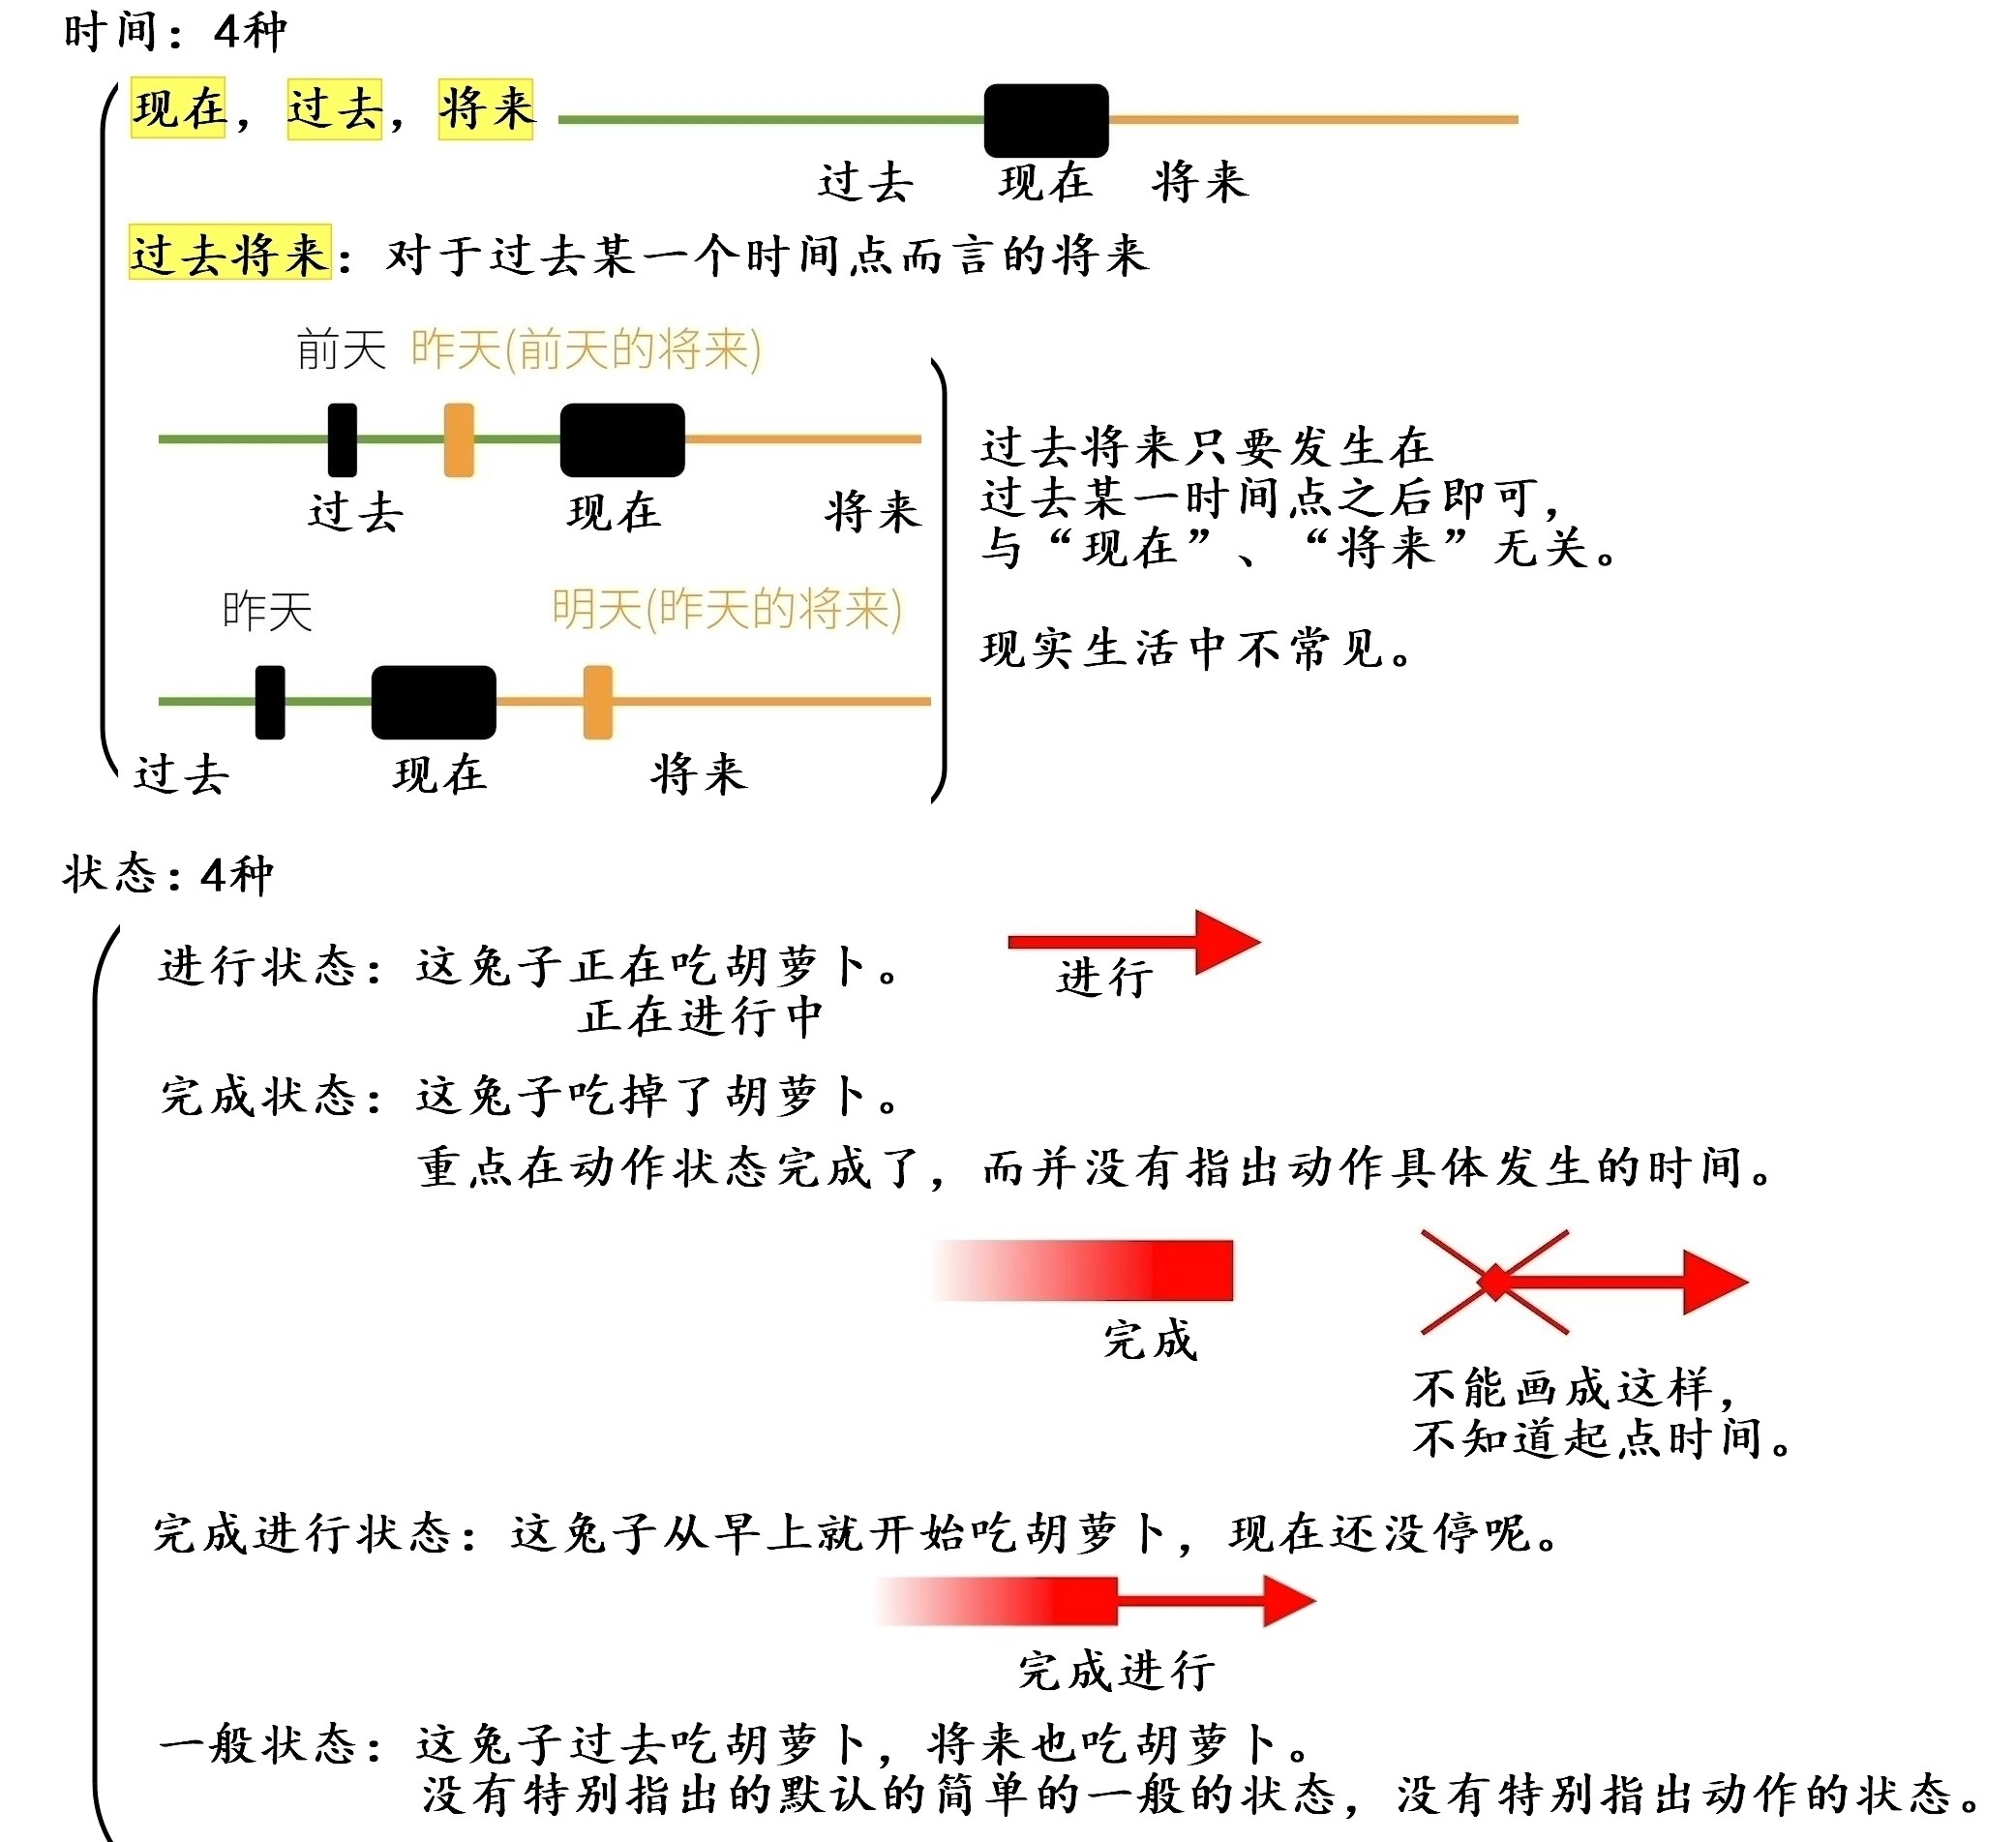 时间：4种
现在，过去，将来
过去 现在 将来
过去将来：对于过去某一个时间点而言的将来
前天 昨天(前天的将来)
过去 现在 将来
过去将来只要发生在
过去某一时间点之后即可，
与“现在”、“将来”无关。
昨天 明天(昨天的将来)
现实生活中不常见。
过去 现在 将来
状态：4种
进行状态：这兔子正在吃胡萝卜。
进行
正在进行中
完成状态：这兔子吃掉了胡萝卜。
重点在动作状态完成了，而并没有指出动作具体发生的时间。
完成
不能画成这样，
不知道起点时间。
完成进行状态：这兔子从早上就开始吃胡萝卜，现在还没停呢。
完成进行
一般状态：这兔子过去吃胡萝卜，将来也吃胡萝卜。
没有特别指出的默认的简单的一般的状态，没有特别指出动作的状态。